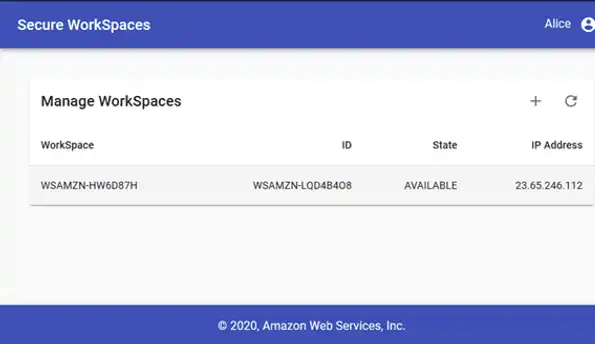 Secure WorkSpaces Alice
Manage WorkSpaces
WorkSpace ID State IP Address
WSAMZN-HW6D87H WSAMZN-LQD4B4O8 AVAILABLE 23.65.246.112
© 2020, Amazon Web Services, Inc.